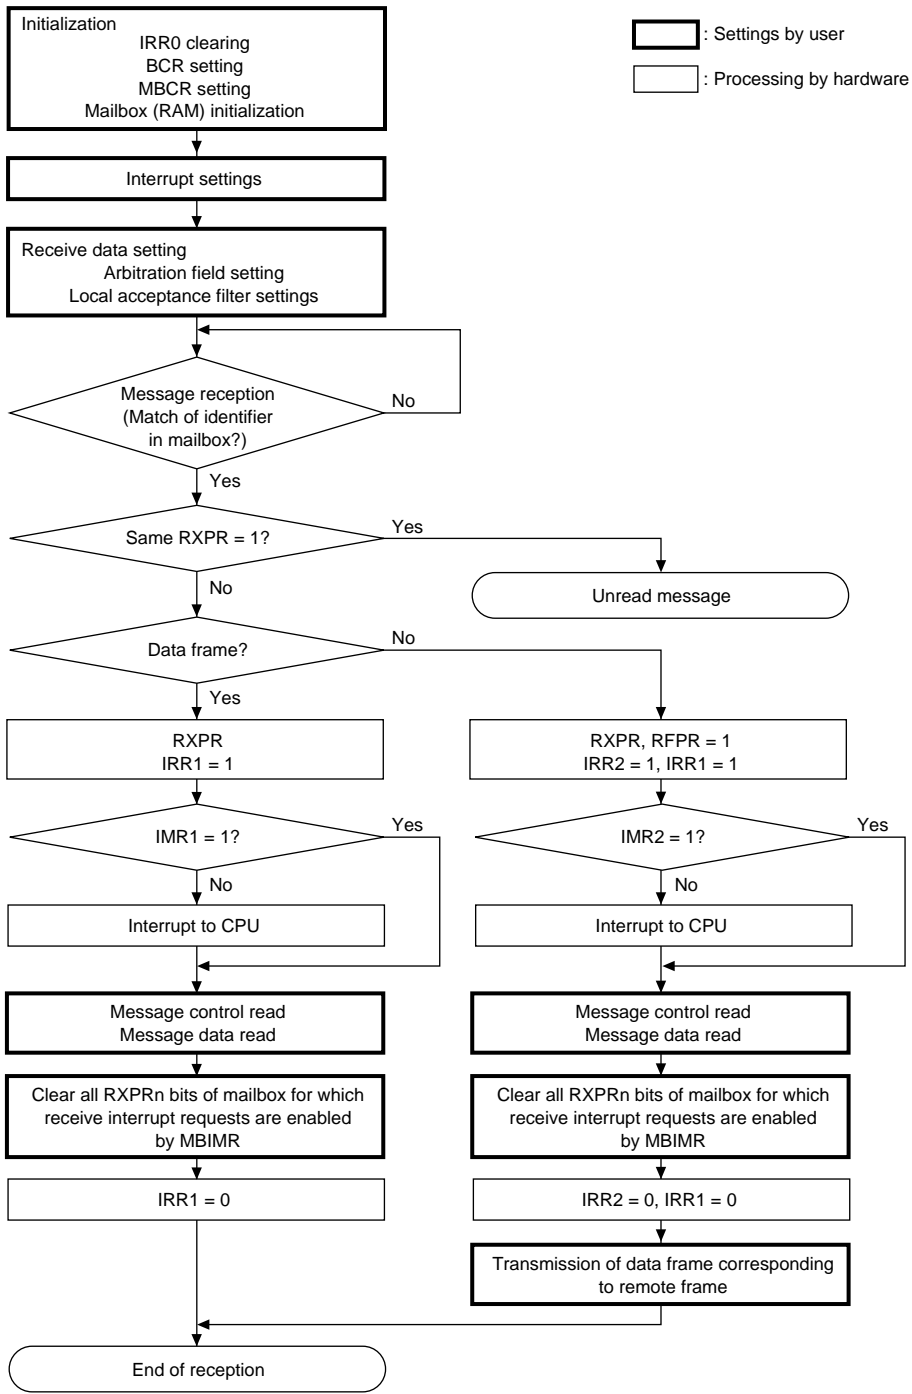 Initialization
IRR0 clearing
BCR setting
MBCR setting
Mailbox (RAM) initialization
: Settings by user
: Processing by hardware
Interrupt settings
Receive data setting
Arbitration field setting
Local acceptance filter settings
Message reception
(Match of identifier
in mailbox?)
No
Yes
Same RXPR = 1?
Yes
No
Unread message
Data frame?
No
Yes
RXPR
IRR1 = 1
RXPR, RFPR = 1
IRR2 = 1, IRR1 = 1
IMR1 = 1?
Yes
IMR2 = 1?
Yes
No
No
Interrupt to CPU
Interrupt to CPU
Message control read
Message data read
Message control read
Message data read
Clear all RXPRn bits of mailbox for which
receive interrupt requests are enabled
by MBIMR
Clear all RXPRn bits of mailbox for which
receive interrupt requests are enabled
by MBIMR
IRR1 = 0
IRR2 = 0, IRR1 = 0
Transmission of data frame corresponding
to remote frame
End of reception